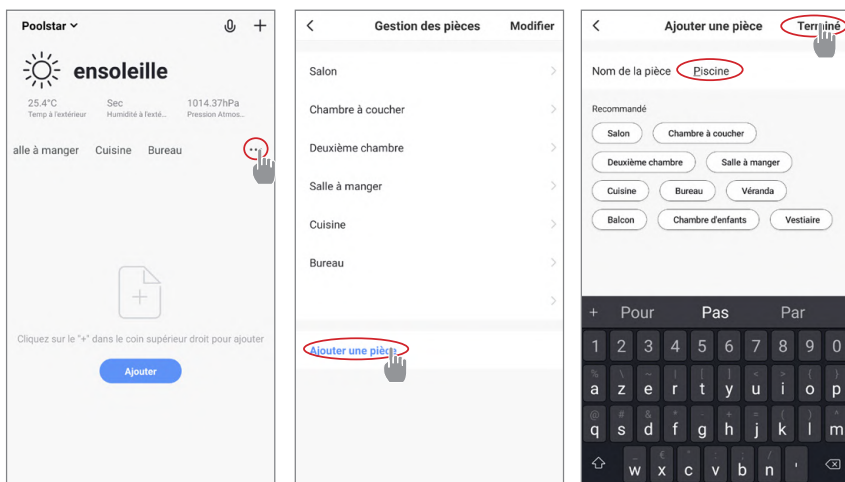 Poolstar
ensoleille
25.4°C Sec 1014.37hPa
Temp à l'extérieur Humidité à l'exté... Pression Atmos...
alle à manger Cuisine Bureau ...
Cliquez sur le "+" dans le coin supérieur droit pour ajouter
Ajouter
Gestion des pièces Modifier
Salon
Chambre à coucher
Deuxième chambre
Salle à manger
Cuisine
Bureau
Ajouter une pièce
Ajouter une pièce Terminé
Nom de la pièce Piscine
Recommandé
Salon Chambre à coucher
Deuxième chambre Salle à manger
Cuisine Bureau Véranda
Balcon Chambre d'enfants Vestiaire
+ Pour Pas Par
1 2 3 4 5 6 7 8 9 0
a z e r t y u i o p
q s d f g h j k l m
w x c v b n '